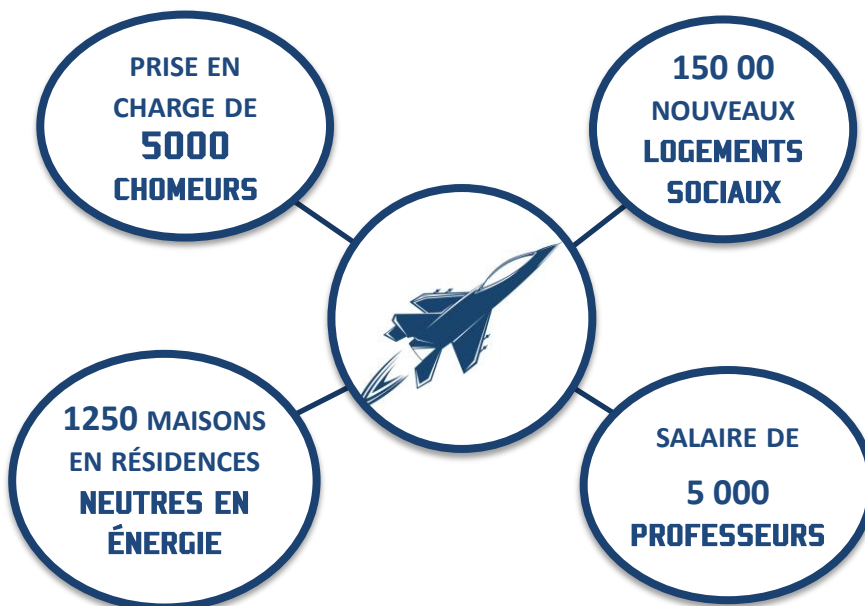 PRISE EN
CHARGE DE
5000
CHOMEURS
150 00
NOUVEAUX
LOGEMENTS
SOCIAUX
1250 MAISONS
EN RÉSIDENCES
NEUTRES EN
ÉNERGIE
SALAIRE DE
5 000
PROFESSEURS